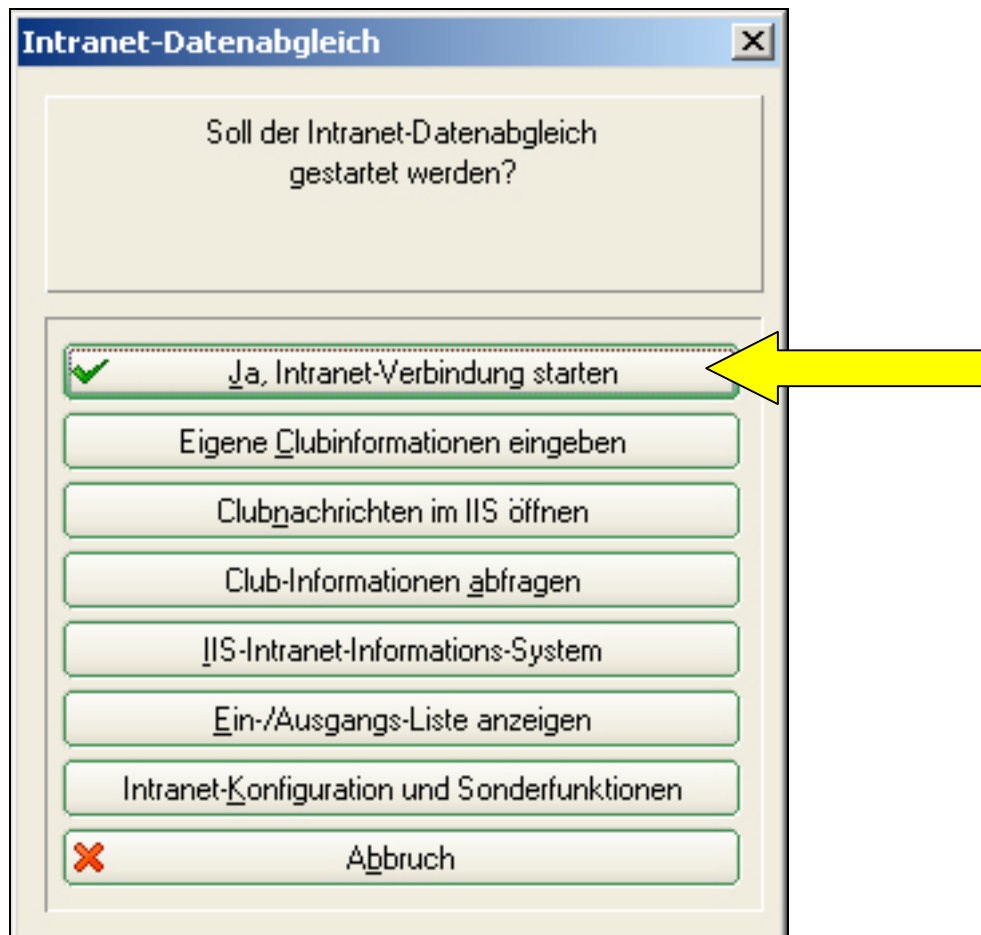 Intranet-Datenabgleich
Soll der Intranet-Datenabgleich
gestartet werden?
Ja, Intranet-Verbindung starten
Eigene Clubinformationen eingeben
Clubnachrichten im IIS öffnen
Club-Informationen abfragen
IIS-Intranet-Informations-System
Ein-/Ausgangs-Liste anzeigen
Intranet-Konfiguration und Sonderfunktionen
Abbruch